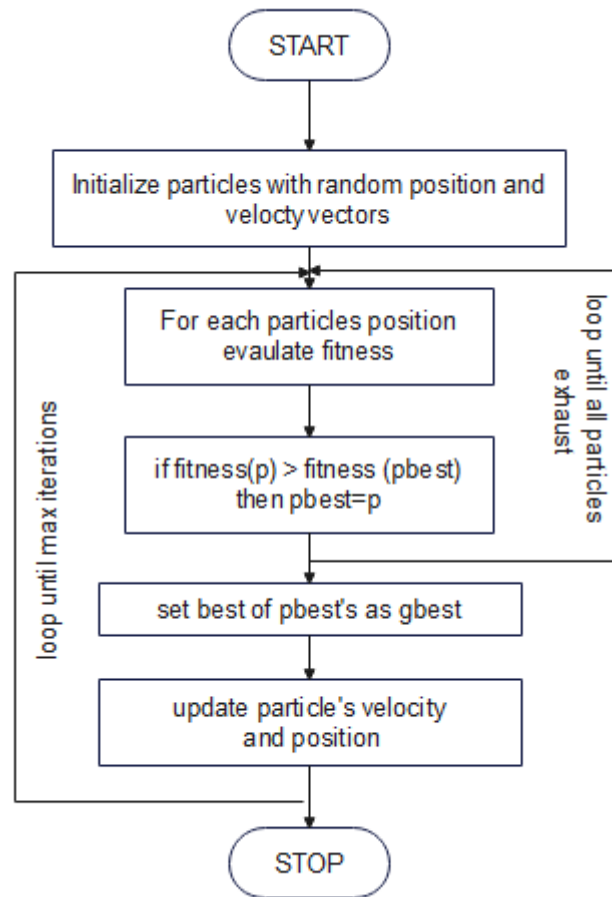 START
Initialize particles with random position and
velocty vectors
For each particles position
evaulate fitness
if fitness(p) > fitness (pbest)
then pbest=p
loop until all particles
exhaust
loop until max iterations
set best of pbest's as gbest
update particle's velocity
and position
STOP